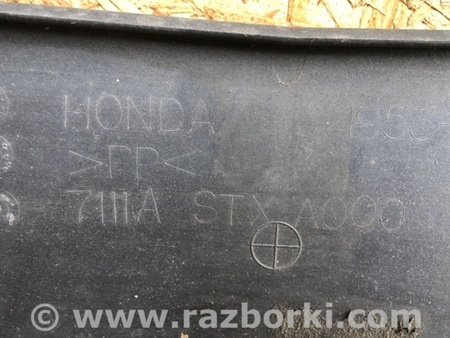 HONDA
>PP<
7111A STX A000
© www.razborki.com